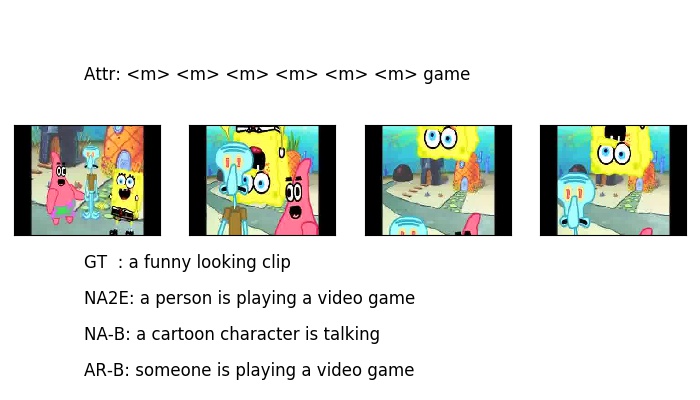 Attr: <m> <m> <m> <m> <m> <m> game
GT  : a funny looking clip
NA2E: a person is playing a video game
NA-B: a cartoon character is talking
AR-B: someone is playing a video game